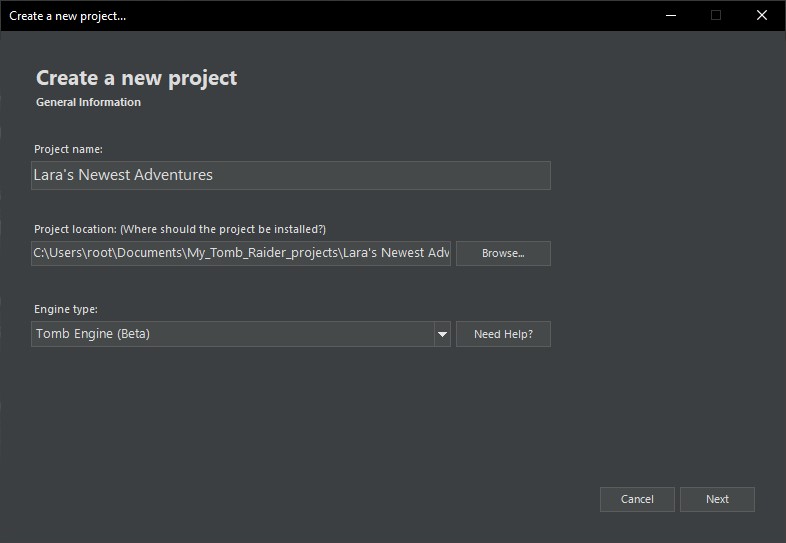 Create a new project...
Create a new project
General Information
Project name:
Lara's Newest Adventures
Project location: (Where should the project be installed?)
C:\Users\root\Documents\My_Tomb_Raider_projects\Lara's Newest Adv
Browse...
Engine type:
Tomb Engine (Beta)
Need Help?
Cancel
Next